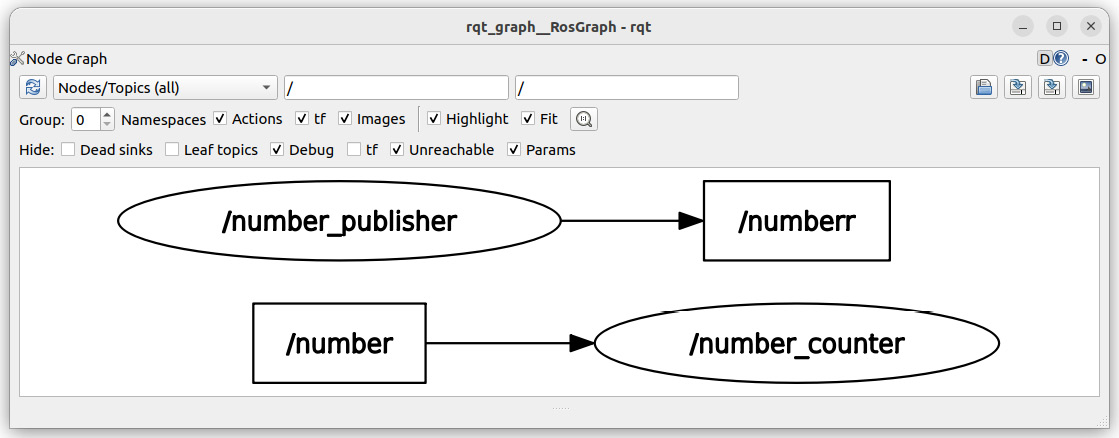 rqt_graph__RosGraph - rqt
Node Graph D - O
Nodes/Topics (all) / /
Group: 0 Namespaces Actions tf Images Highlight Fit
Hide: Dead sinks Leaf topics Debug tf Unreachable Params
/number_publisher /numberr
/number /number_counter